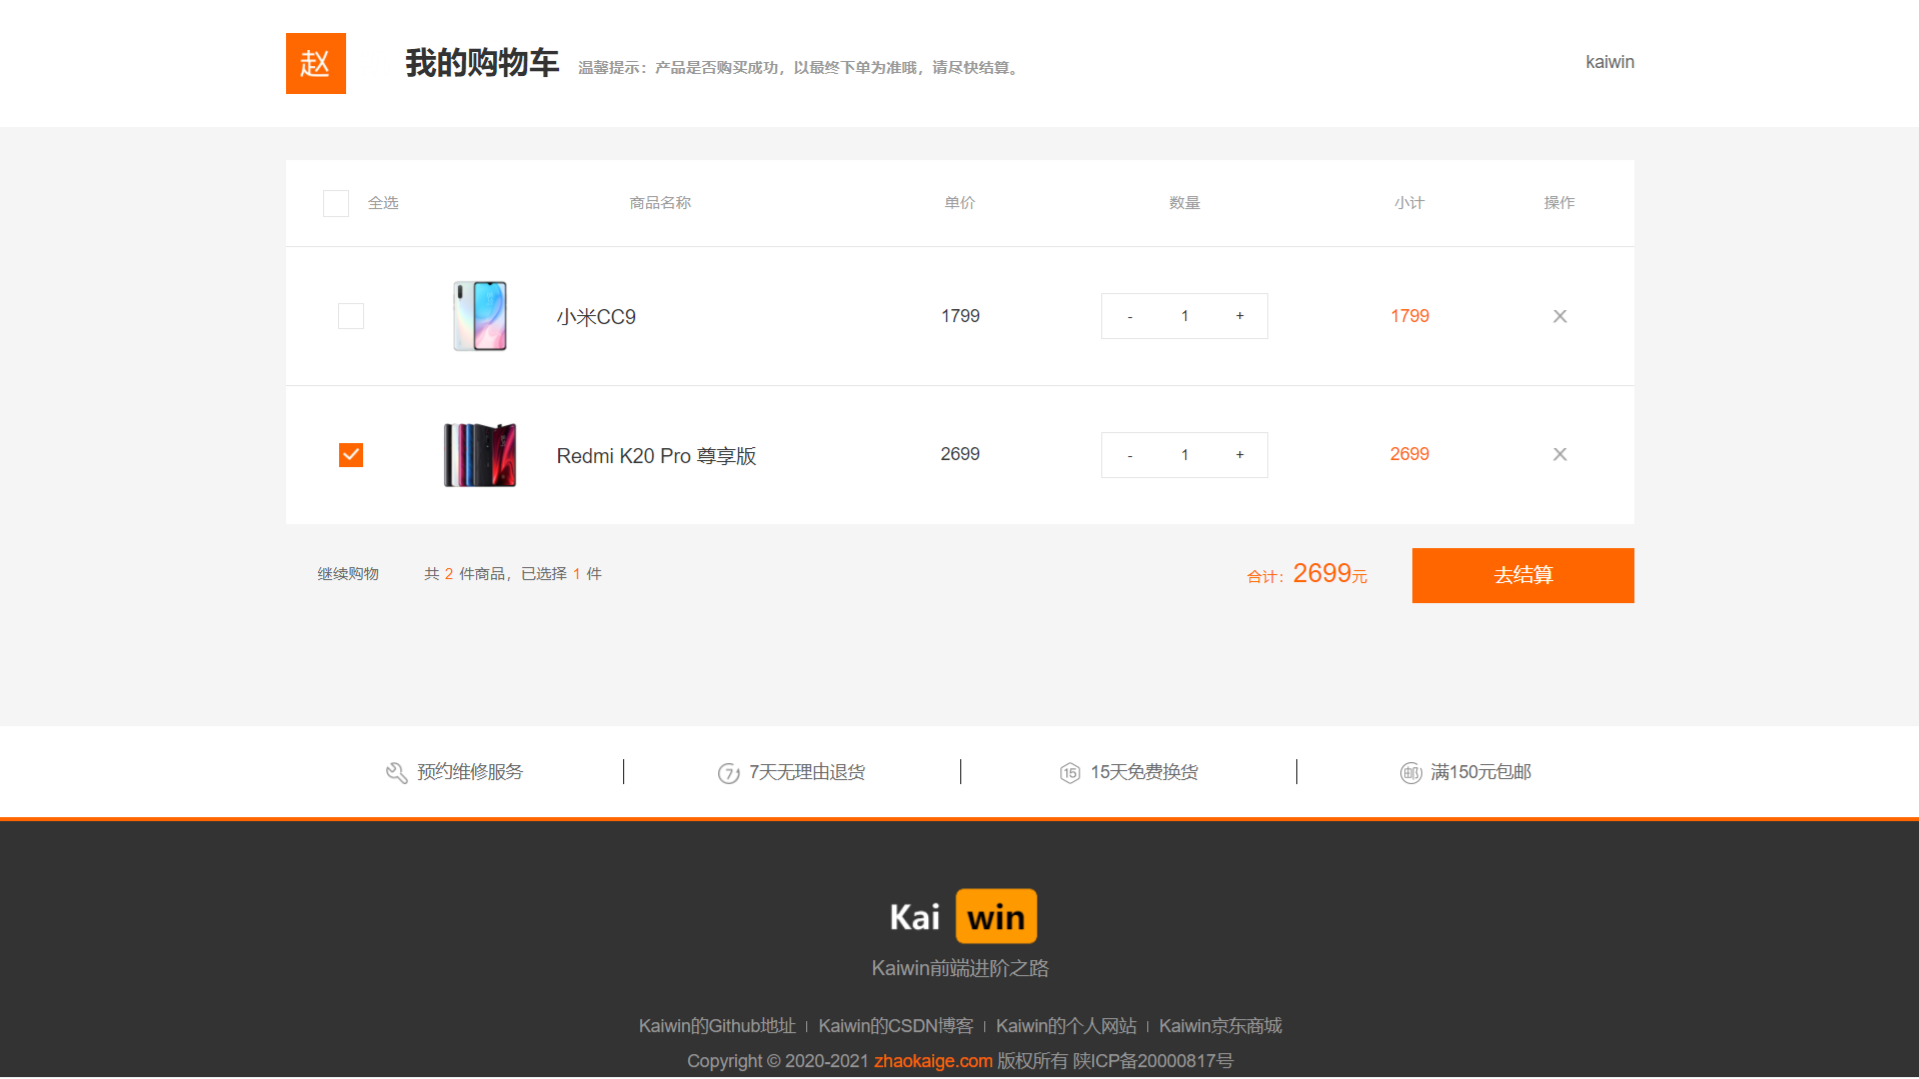 赵
我的购物车 温馨提示：产品是否购买成功，以最终下单为准哦，请尽快结算。 kaiwin
全选 商品名称 单价 数量 小计 操作
小米CC9 1799 - 1 + 1799
Redmi K20 Pro 尊享版 2699 - 1 + 2699
继续购物 共 2 件商品，已选择 1 件 合计：2699元 去结算
预约维修服务 7 7天无理由退货 15 15天免费换货 邮 满150元包邮
Kai win
Kaiwin前端进阶之路
Kaiwin的Github地址 | Kaiwin的CSDN博客 | Kaiwin的个人网站 | Kaiwin京东商城
Copyright © 2020-2021 zhaokaige.com 版权所有 陕ICP备20000817号